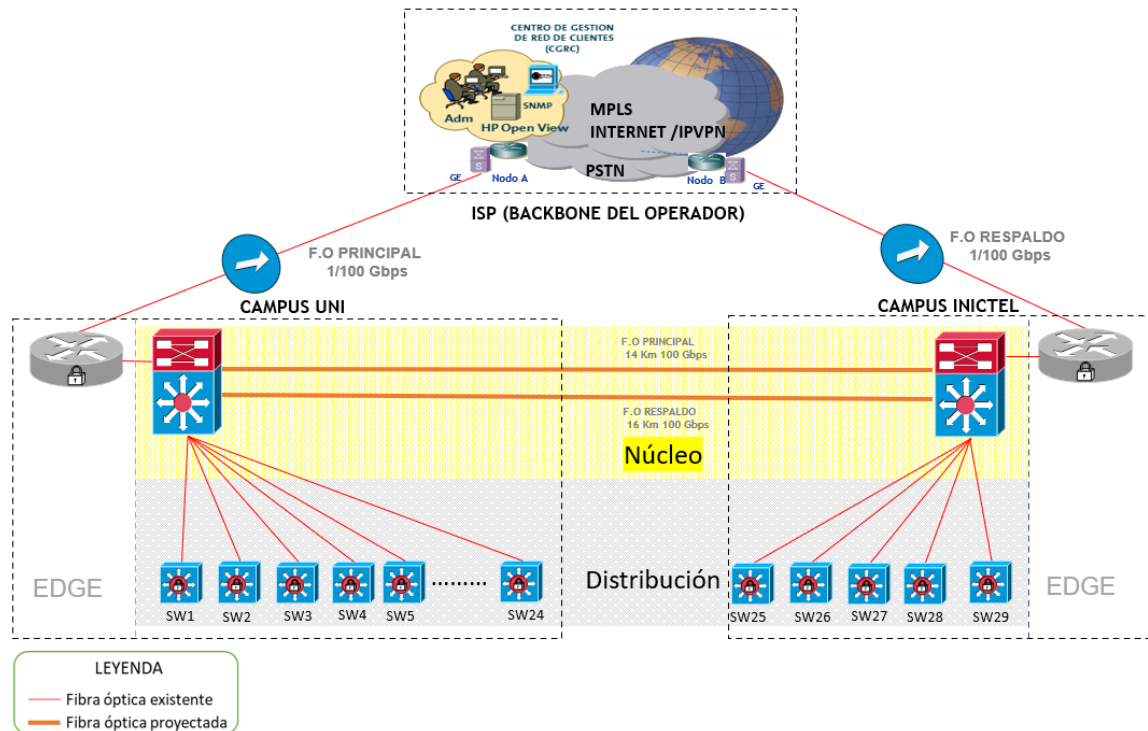 CENTRO DE GESTION
DE RED DE CLIENTES
(CGRC)
SNMP
Adm
HP Open View
MPLS
INTERNET /IPVPN
PSTN
S
GE
Nodo A
Nodo B
S
GE
ISP (BACKBONE DEL OPERADOR)
F.O PRINCIPAL
1/100 Gbps
F.O RESPALDO
1/100 Gbps
CAMPUS UNI
CAMPUS INICTEL
F.O PRINCIPAL
14 Km 100 Gbps
F.O RESPALDO
16 Km 100 Gbps
Núcleo
EDGE
Distribución
EDGE
.........
SW1
SW2
SW3
SW4
SW5
SW24
SW25
SW26
SW27
SW28
SW29
LEYENDA
Fibra óptica existente
Fibra óptica proyectada